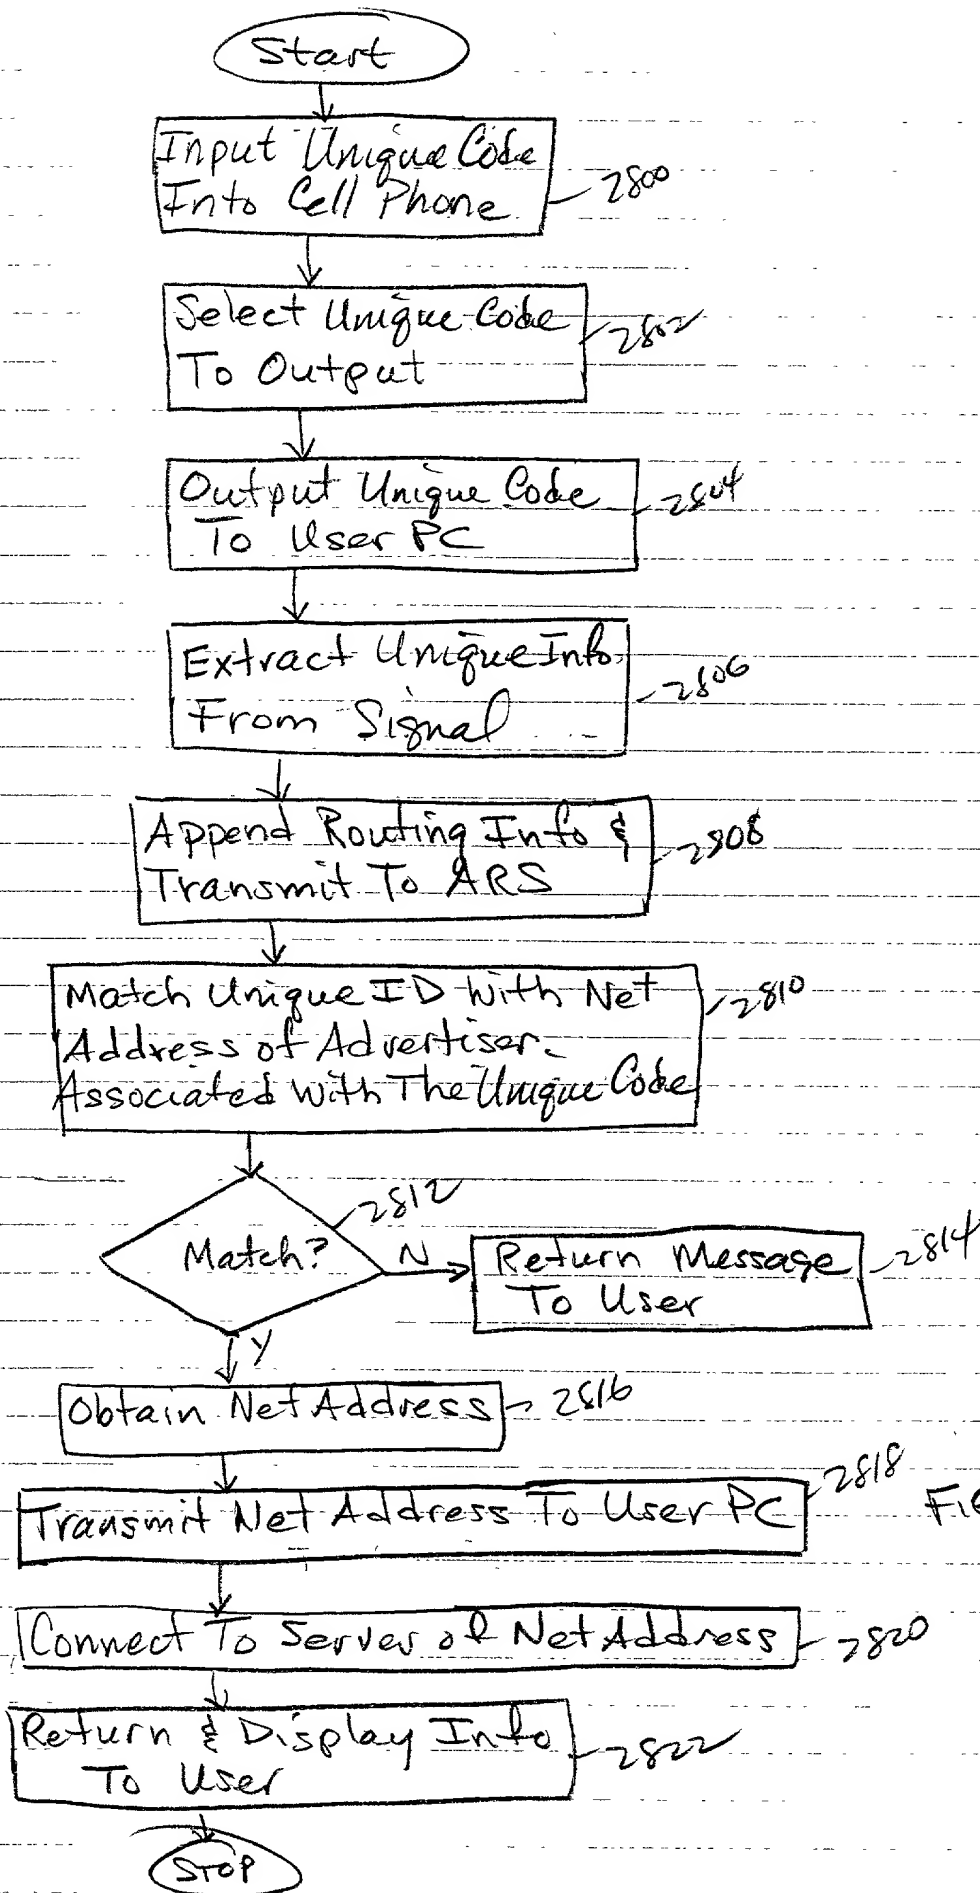 Start
Input Unique Code
Into Cell Phone
2800
Select Unique Code
To Output
2802
Output Unique Code
To User PC
2804
Extract Unique Info
From Signal
2806
Append Routing Info &
Transmit To ARS
2808
Match Unique ID With Net
Address of Advertiser
Associated With The Unique Code
2810
2812
Match?
N
Return Message
To User
2814
Y
Obtain Net Address
2816
Transmit Net Address To User PC
2818
Connect To Server of Net Address
2820
Return & Display Info
To User
2822
STOP